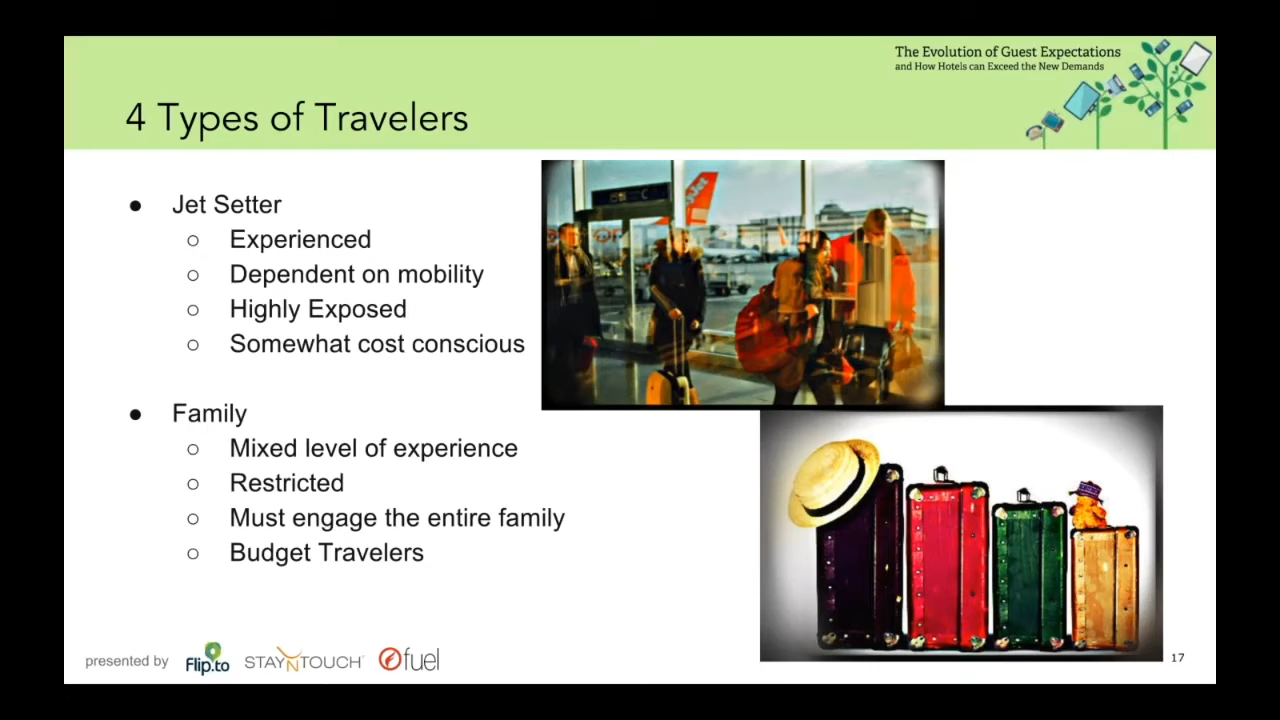 The Evolution of Guest Expectations
and How Hotels can Exceed the New Demands
4 Types of Travelers
● Jet Setter
○ Experienced
○ Dependent on mobility
○ Highly Exposed
○ Somewhat cost conscious
● Family
○ Mixed level of experience
○ Restricted
○ Must engage the entire family
○ Budget Travelers
presented by Flip.to STAYNTOUCH fuel
17